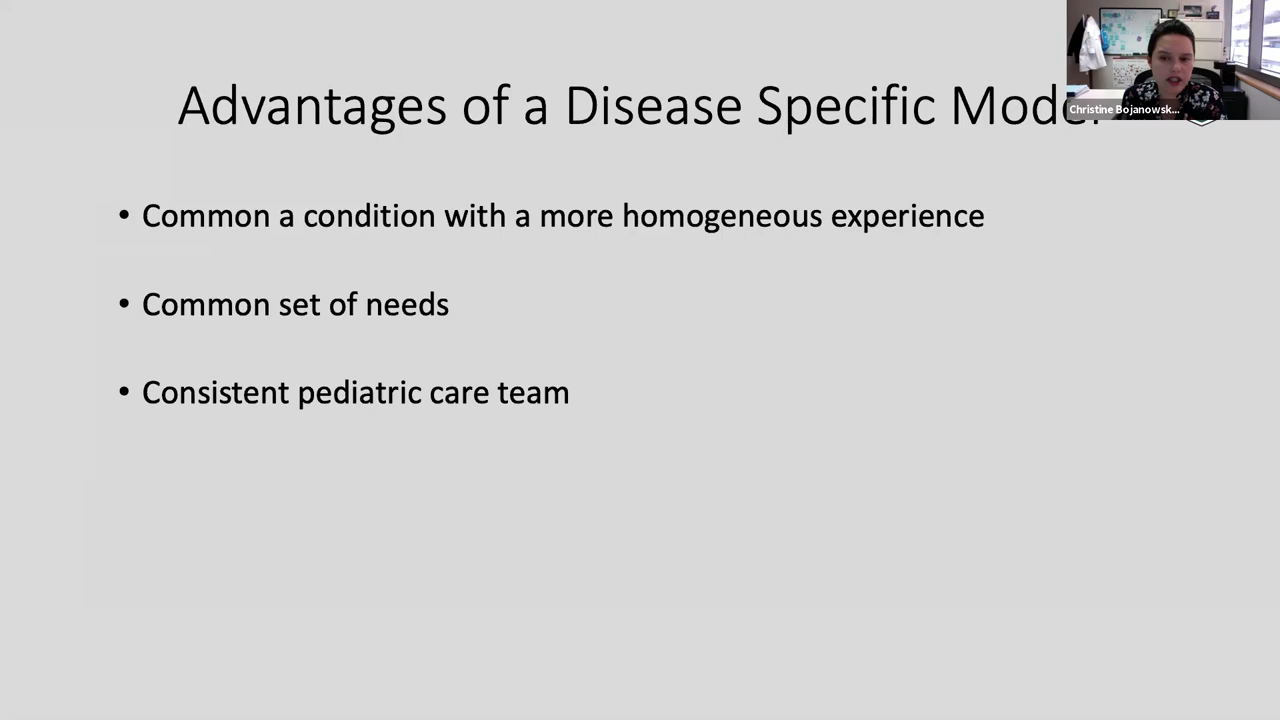 Advantages of a Disease Specific Model
Christine Bojanowsk...
• Common a condition with a more homogeneous experience
• Common set of needs
• Consistent pediatric care team